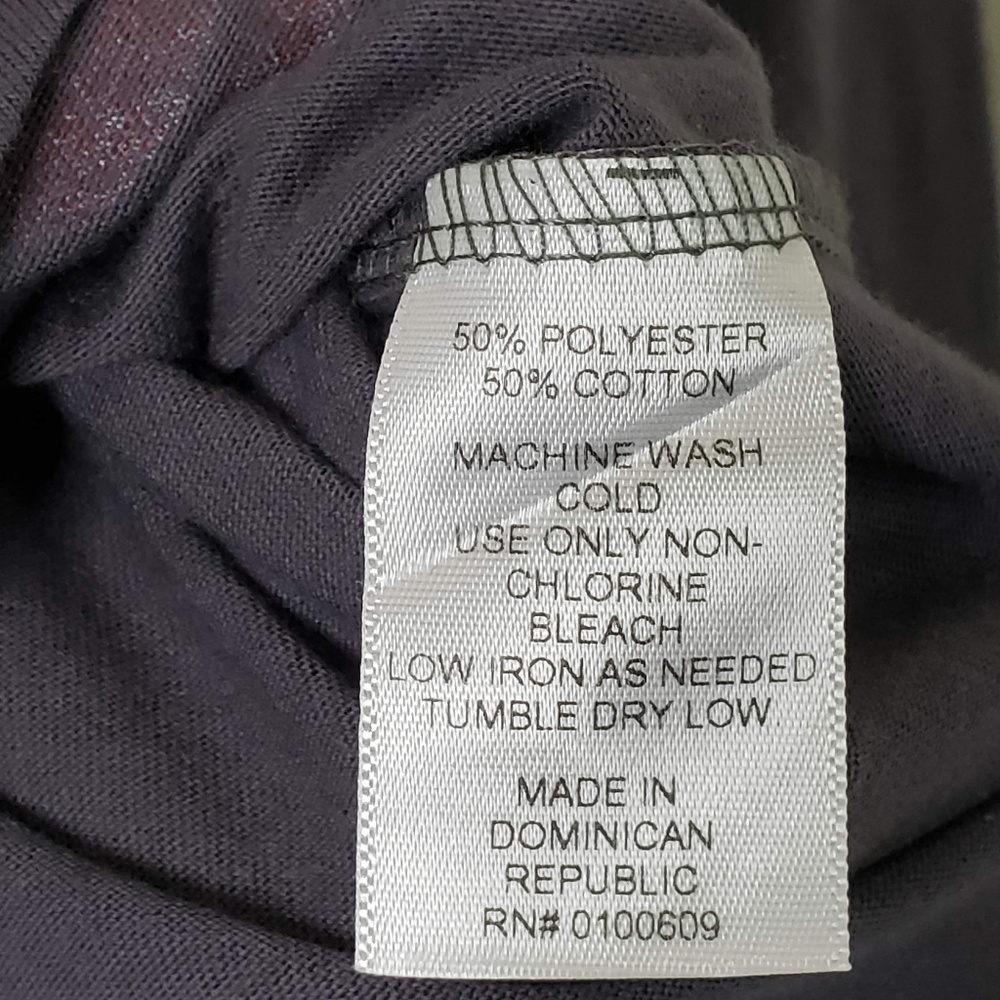 50% POLYESTER
50% COTTON
MACHINE WASH
COLD
USE ONLY NON-
CHLORINE
BLEACH
LOW IRON AS NEEDED
TUMBLE DRY LOW
MADE IN
DOMINICAN
REPUBLIC
RN# 0100609